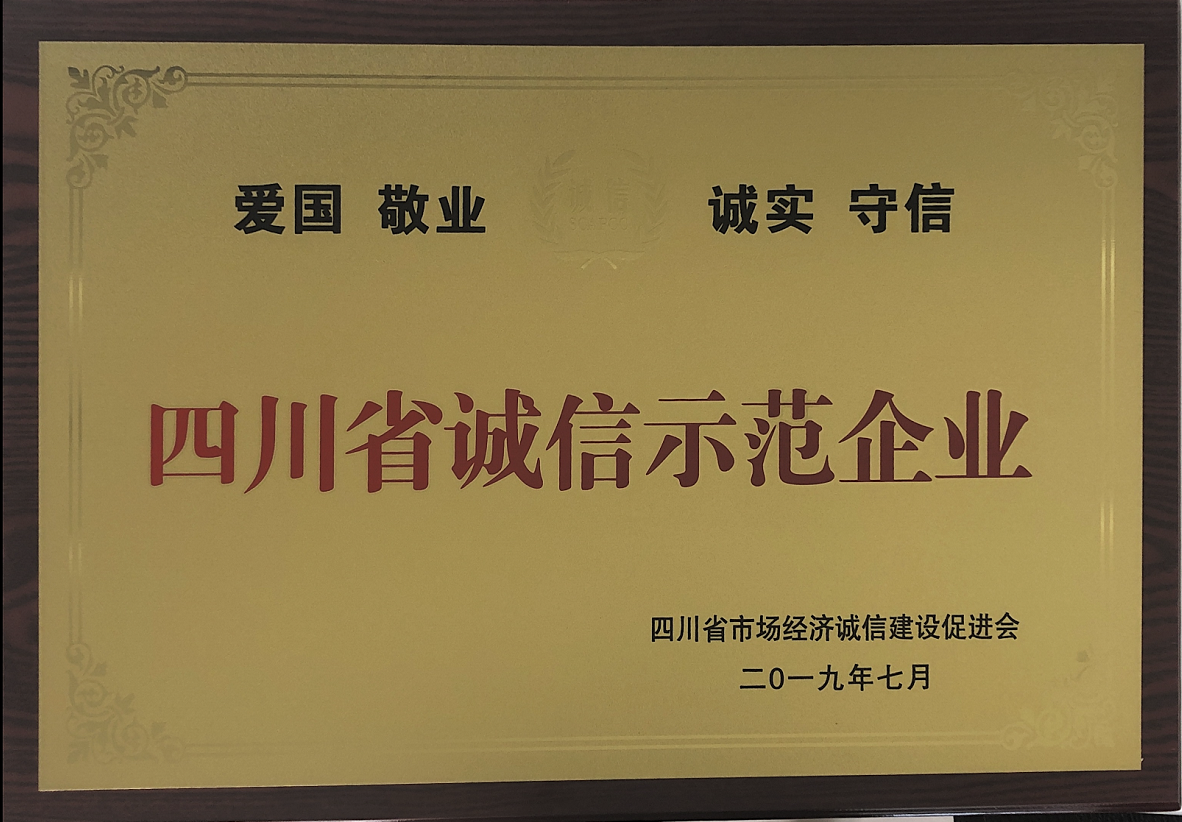 爱国 敬业 诚实 守信
诚信
四川省诚信示范企业
四川省市场经济诚信建设促进会
二0一九年七月